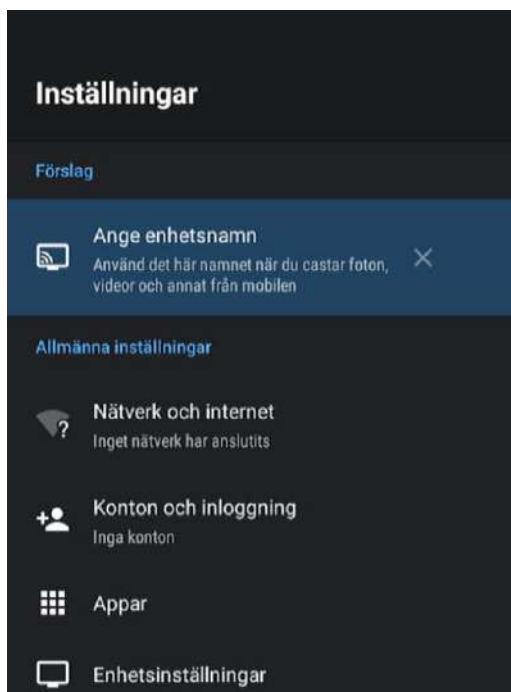 Inställningar
Förslag
Ange enhetsnamn
Använd det här namnet när du castar foton,
videor och annat från mobilen
Allmänna inställningar
Nätverk och internet
Inget nätverk har anslutits
Konton och inloggning
Inga konton
Appar
Enhetsinställningar